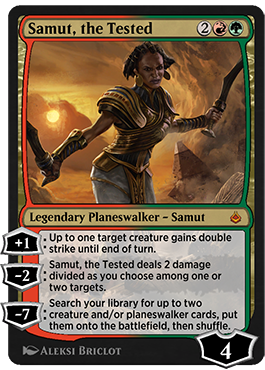 Samut, the Tested 2
Legendary Planeswalker – Samut
+1 : Up to one target creature gains double
strike until end of turn.
-2 : Samut, the Tested deals 2 damage
divided as you choose among one or
two targets.
-7 : Search your library for up to two
creature and/or planeswalker cards, put
them onto the battlefield, then shuffle.
Aleksi Briclot
4